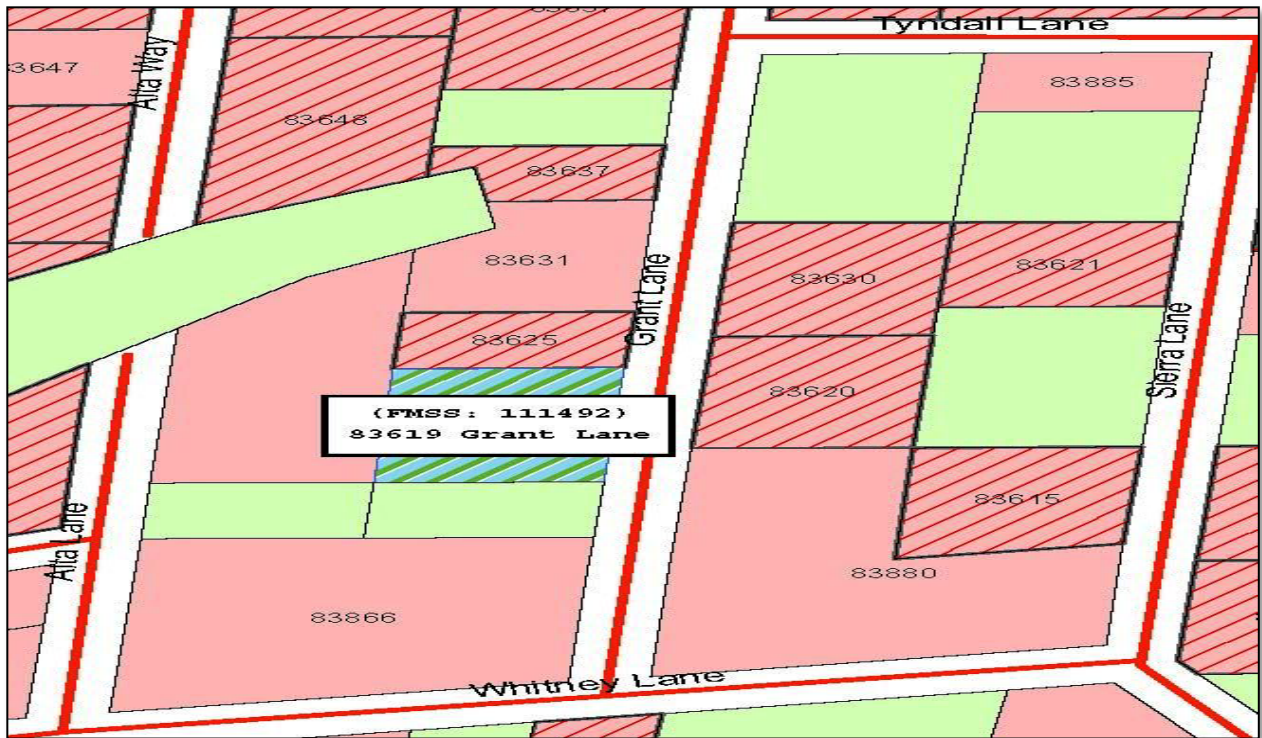 Tyndall Lane
83647
Alta Way
83885
83648
83637
83631
Grant Lane
83630
83621
83625
Sierra Lane
83620
(FMSS: 111492)
83619 Grant Lane
83615
Alta Lane
83880
83866
Whitney Lane